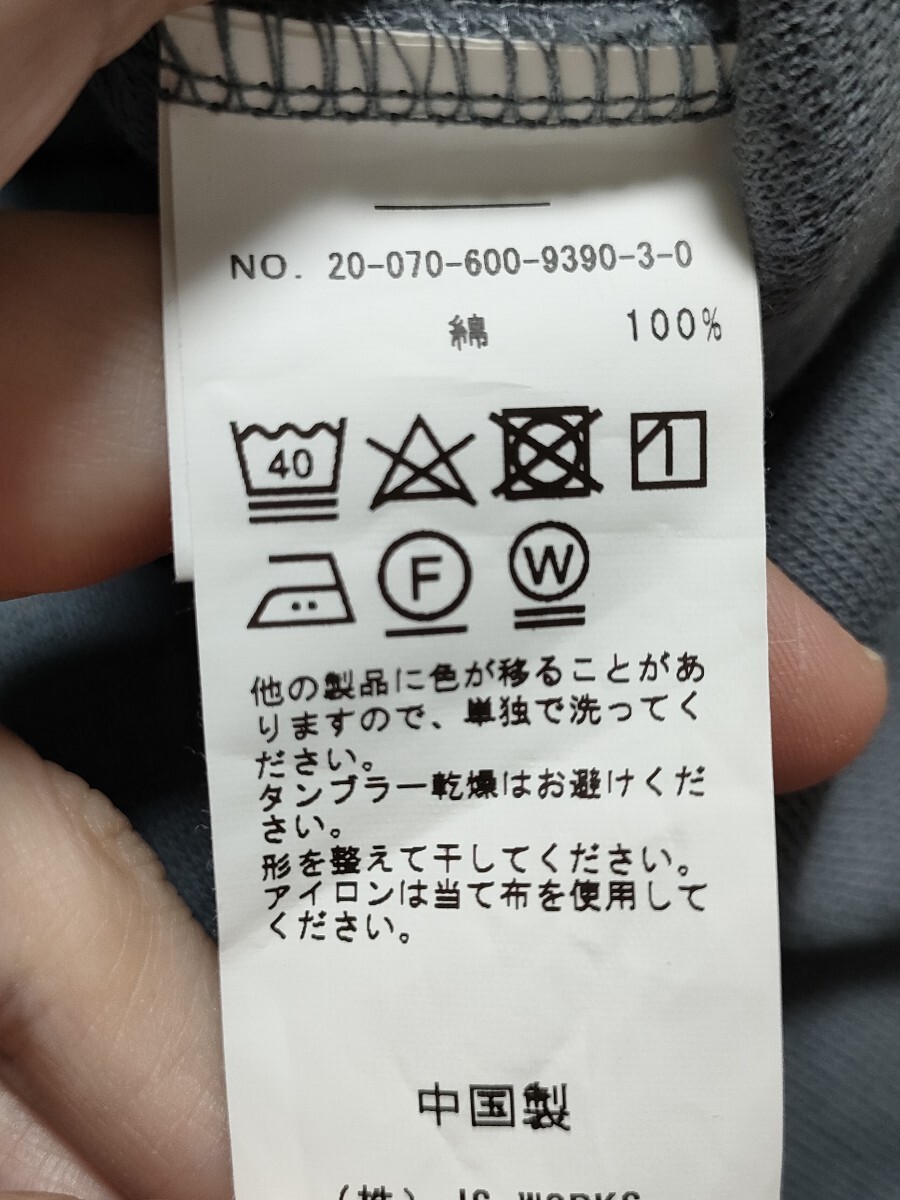 NO. 20-070-600-9390-3-0
綿 100%
40
F W
他の製品に色が移ることがあ
りますので、単独で洗ってく
ださい。
タンブラー乾燥はお避けくだ
さい。
形を整えて干してください。
アイロンは当て布を使用して
ください。
中国製
(株) JS.WORKS